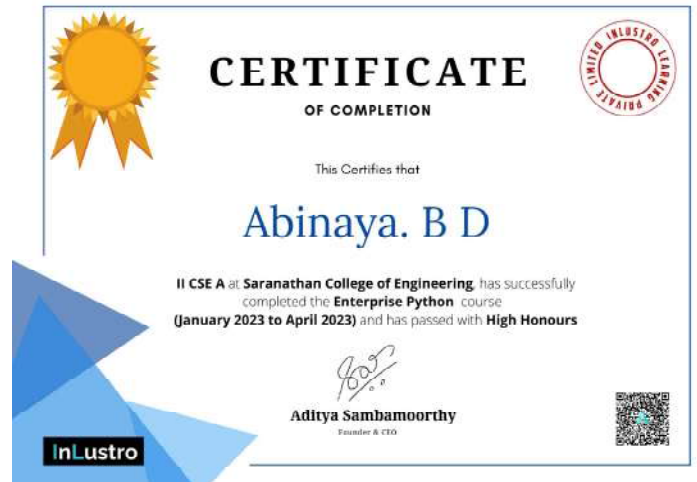 CERTIFICATE
OF COMPLETION
INLUSTRO LEARNING PRIVATE LIMITED
This Certifies that
Abinaya. B D
II CSE A at Saranathan College of Engineering, has successfully
completed the Enterprise Python course
(January 2023 to April 2023) and has passed with High Honours
Aditya Sambamoorthy
Founder & CEO
InLustro